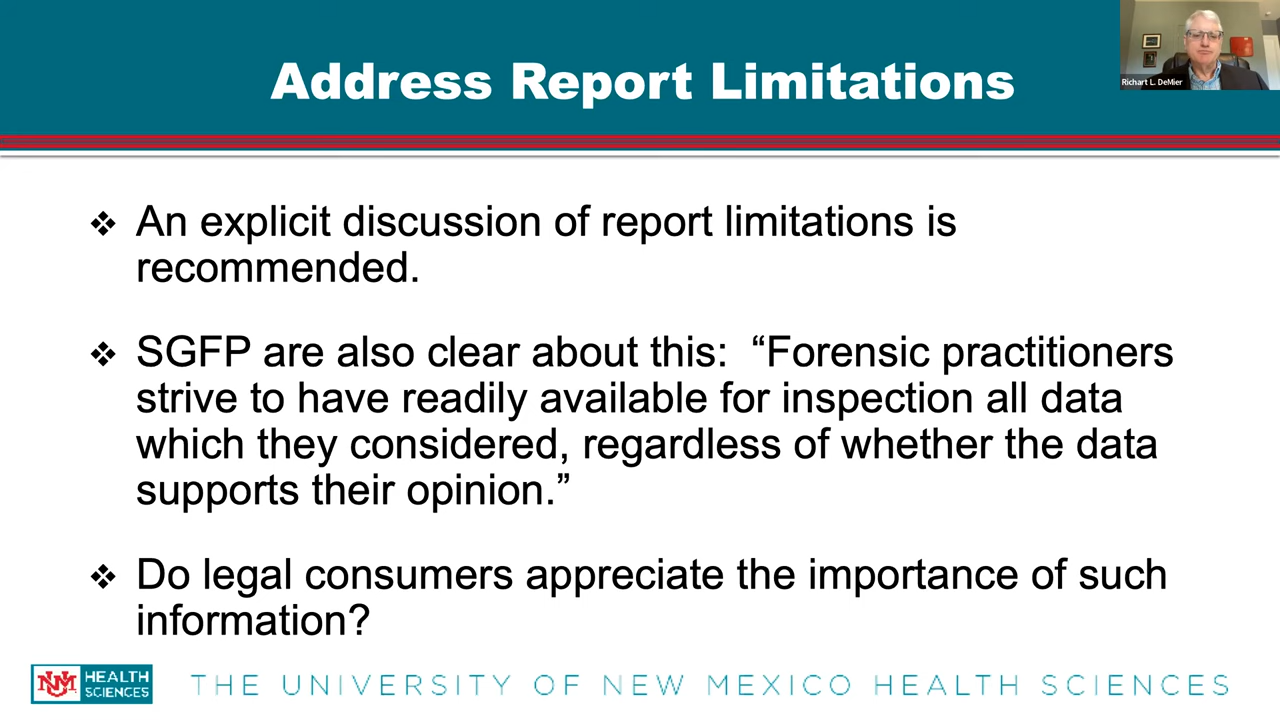 Address Report Limitations
Richart L. DeMier
❖ An explicit discussion of report limitations is
recommended.
❖ SGFP are also clear about this:  “Forensic practitioners
strive to have readily available for inspection all data
which they considered, regardless of whether the data
supports their opinion.”
❖ Do legal consumers appreciate the importance of such
information?
UNM HEALTH
SCIENCES
THE UNIVERSITY OF NEW MEXICO HEALTH SCIENCES